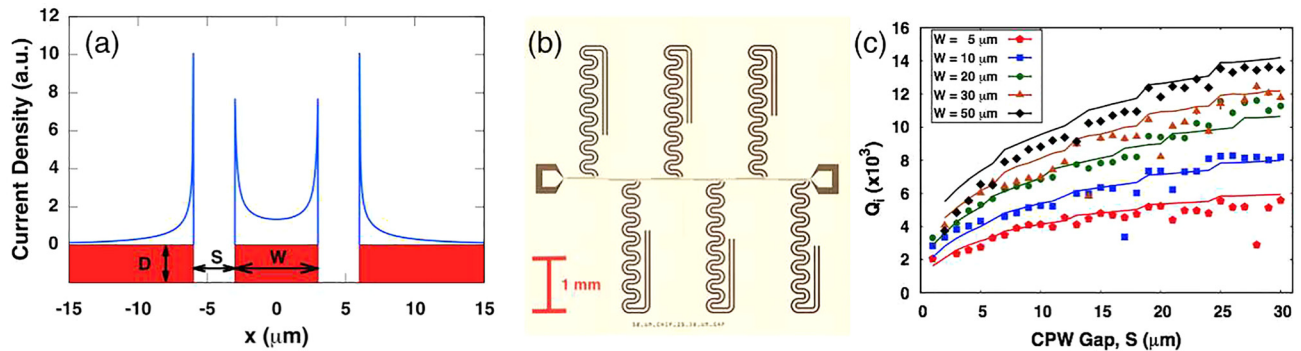 (a)
Current Density (a.u.)
12
10
8
6
4
2
0
D
S
W
-15
-10
-5
0
5
10
15
x (μm)
(b)
1 mm
(c)
Q_i (x10³)
16
14
12
10
8
6
4
2
0
W = 5 μm
W = 10 μm
W = 20 μm
W = 30 μm
W = 50 μm
0
5
10
15
20
25
30
CPW Gap, S (μm)